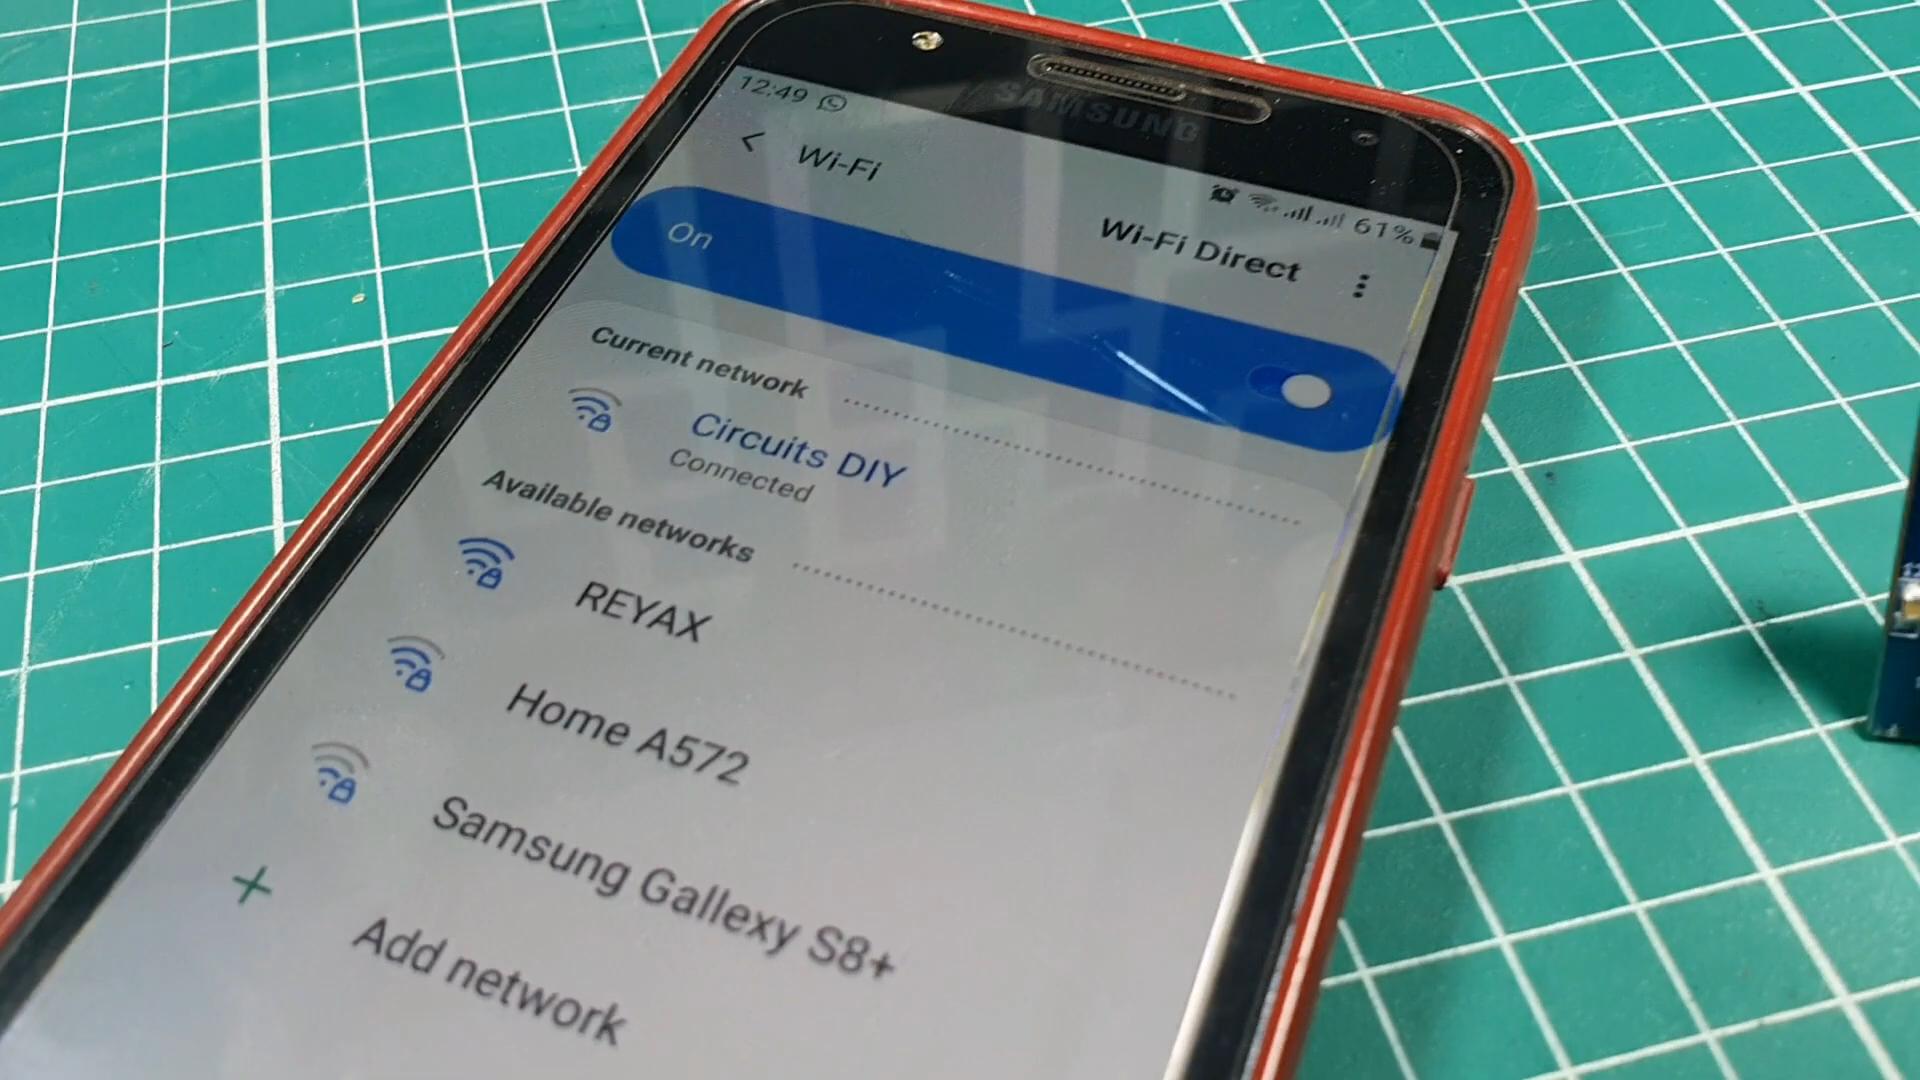 SAMSUNG
12:49
61%
Wi-Fi
Wi-Fi Direct
On
Current network
Circuits DIY
Connected
Available networks
REYAX
Home A572
Samsung Gallexy S8+
Add network